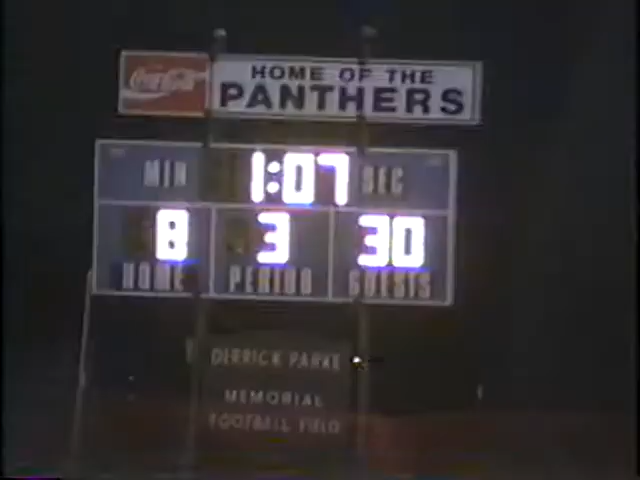 Coca-Cola
HOME OF THE
PANTHERS
MIN 1:07 SEC
8 3 30
HOME PERIOD GUESTS
DERRICK PARKE
MEMORIAL
FOOTBALL FIELD